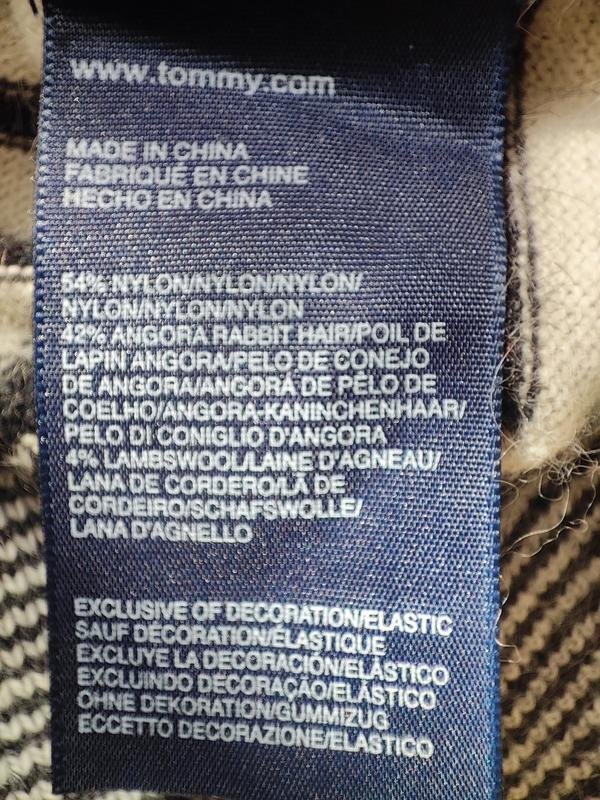 www.tommy.com
MADE IN CHINA
FABRIQUÉ EN CHINE
HECHO EN CHINA
54% NYLON/NYLON/NYLON/
NYLON/NYLON/NYLON
42% ANGORA RABBIT HAIR/POIL DE
LAPIN ANGORA/PELO DE CONEJO
DE ANGORA/ANGORÁ DE PÊLO DE
COELHO/ANGORA-KANINCHENHAAR/
PELO DI CONIGLIO D'ANGORA
4% LAMBSWOOL/LAINE D'AGNEAU/
LANA DE CORDERO/LÃ DE
CORDEIRO/SCHAFSWOLLE/
LANA D'AGNELLO
EXCLUSIVE OF DECORATION/ELASTIC
SAUF DECORATION/ÉLASTIQUE
EXCLUYE LA DECORACIÓN/ELÁSTICO
EXCLUINDO DECORAÇÃO/ELÁSTICO
OHNE DEKORATION/GUMMIZUG
ECCETTO DECORAZIONE/ELASTICO